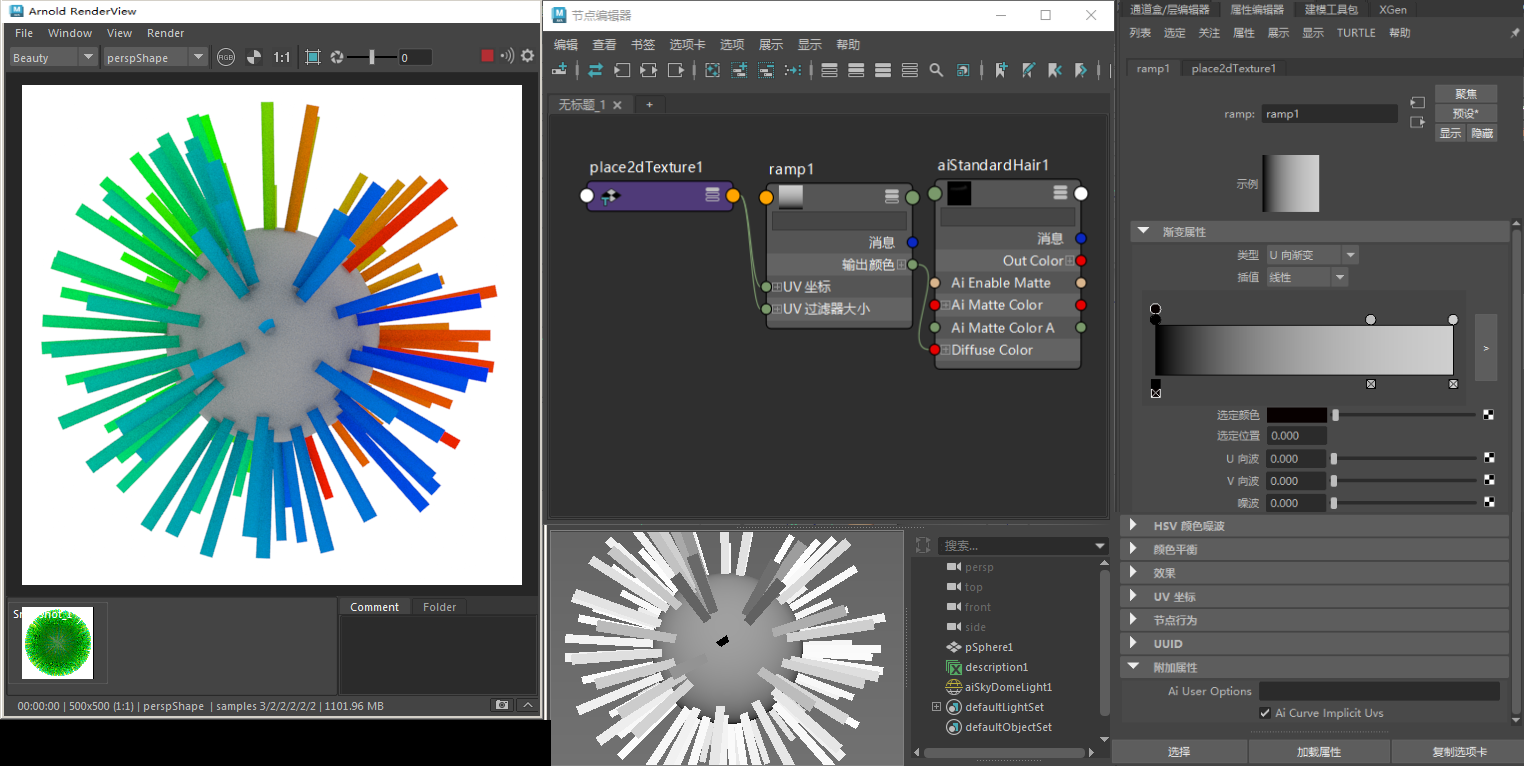 Arnold RenderView
File Window View Render
Beauty perspShape RGB 1:1 0
Comment Folder
00:00:00 | 500x500 (1:1) | perspShape | samples 3/2/2/2/2/2 | 1101.96 MB
节点编辑器
编辑 查看 书签 选项卡 选项 展示 显示 帮助
无标题_1 × +
place2dTexture1
ramp1
消息
输出颜色
UV 坐标
UV 过滤器大小
aiStandardHair1
消息
Out Color
Ai Enable Matte
Ai Matte Color
Ai Matte Color A
Diffuse Color
搜索...
persp
top
front
side
pSphere1
description1
aiSkyDomeLight1
defaultLightSet
defaultObjectSet
通道盒/层编辑器 属性编辑器 建模工具包 XGen
列表 选定 关注 属性 展示 显示 TURTLE 帮助
ramp1 place2dTexture1
ramp: ramp1
聚焦
预设*
显示 隐藏
示例
渐变属性
类型 U 向渐变
插值 线性
>
选定颜色
选定位置 0.000
U 向波 0.000
V 向波 0.000
噪波 0.000
HSV 颜色噪波
颜色平衡
效果
UV 坐标
节点行为
UUID
附加属性
Ai User Options
Ai Curve Implicit Uvs
选择 加载属性 复制选项卡